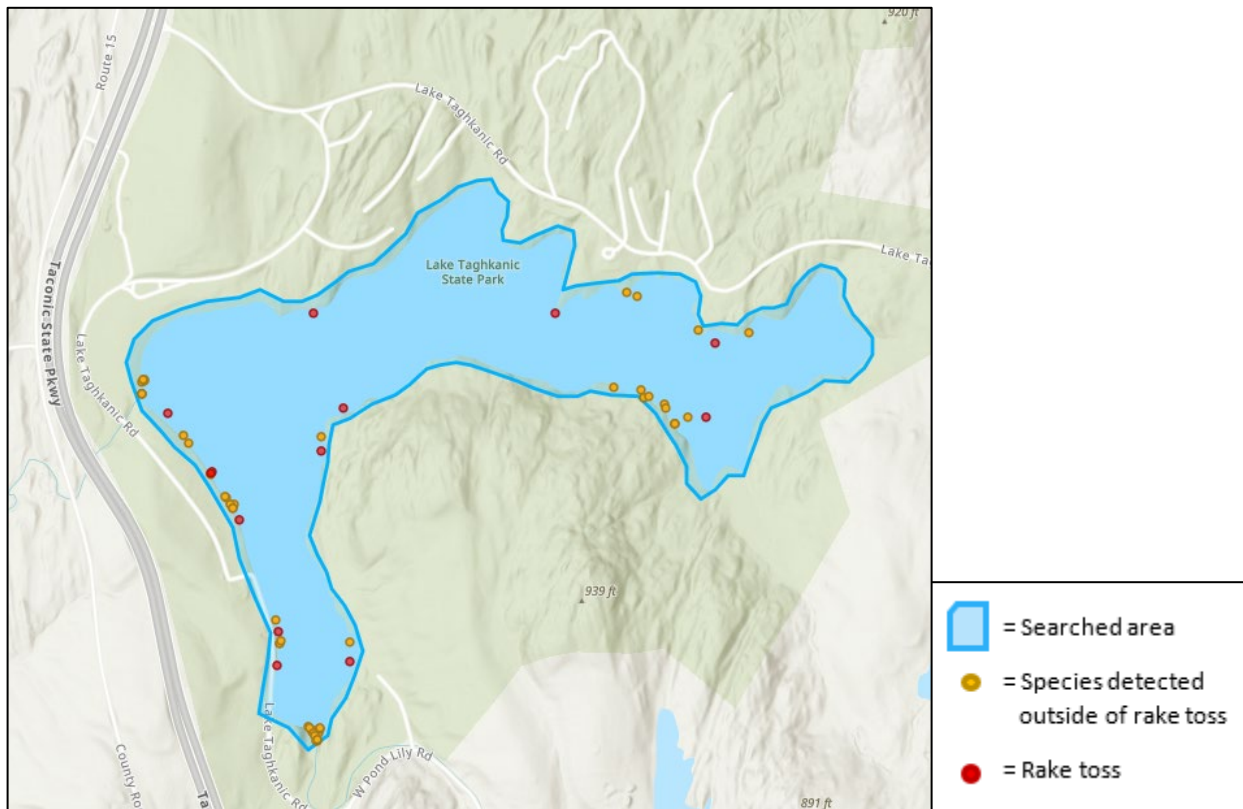 920 ft
Route 15
Lake Taghkanic Rd
Lake Taghkanic
State Park
Lake Ta
Taconic State Pkwy
Lake Taghkanic Rd
939 ft
= Searched area
= Species detected
outside of rake toss
= Rake toss
Lake Taghkanic Rd
W Pond Lily Rd
County Ro
Ta
891 ft